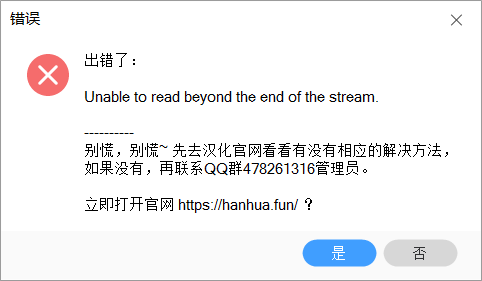 错误
出错了：
Unable to read beyond the end of the stream.
----------
别慌，别慌~ 先去汉化官网看看有没有相应的解决方法，
如果没有，再联系QQ群478261316管理员。
立即打开官网 https://hanhua.fun/ ？
是
否